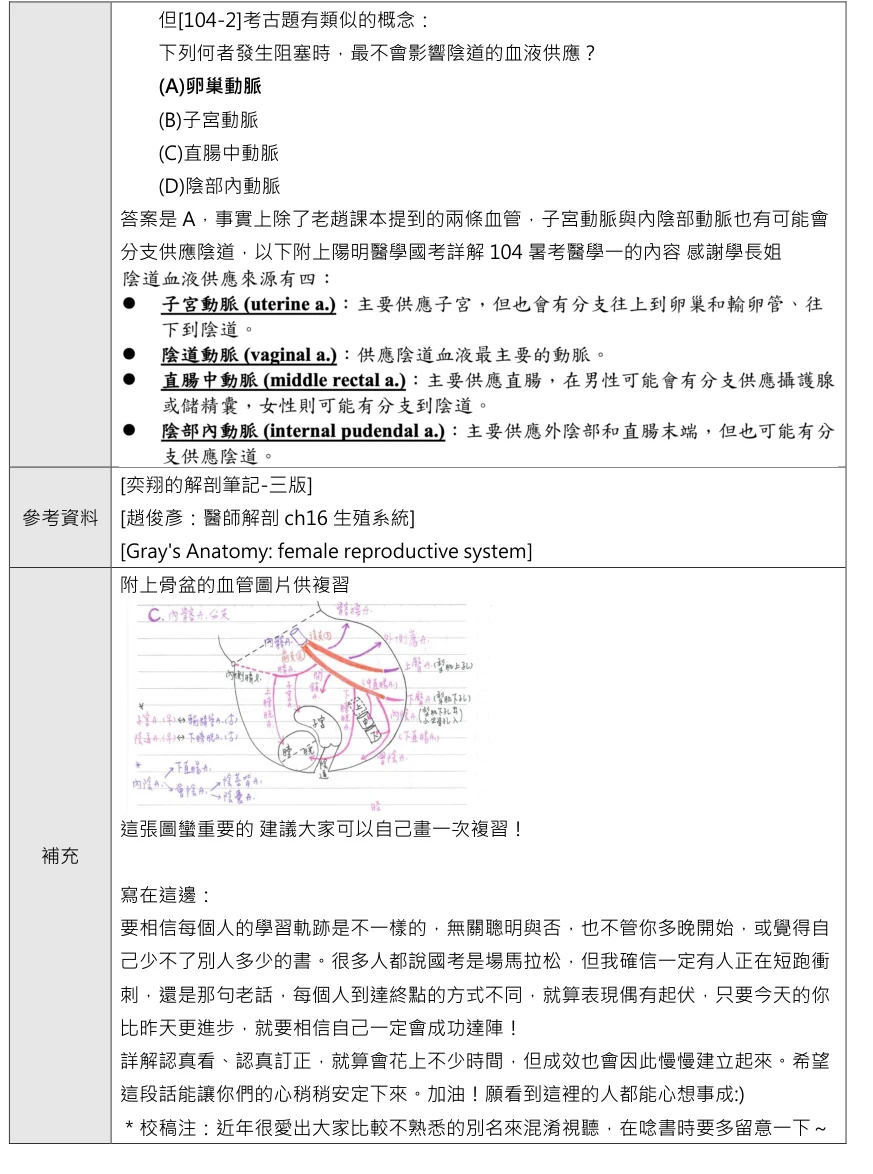 但[104-2]考古題有類似的概念：
下列何者發生阻塞時，最不會影響陰道的血液供應？
(A)卵巢動脈
(B)子宮動脈
(C)直腸中動脈
(D)陰部內動脈
答案是 A，事實上除了老趙課本提到的兩條血管，子宮動脈與內陰部動脈也有可能會
分支供應陰道，以下附上陽明醫學國考詳解 104 暑考醫學一的內容 感謝學長姐
陰道血液供應來源有四：
● 子宮動脈 (uterine a.)：主要供應子宮，但也會有分支往上到卵巢和輸卵管、往
下到陰道。
● 陰道動脈 (vaginal a.)：供應陰道血液最主要的動脈。
● 直腸中動脈 (middle rectal a.)：主要供應直腸，在男性可能會有分支供應攝護腺
或儲精囊，女性則可能有分支到陰道。
● 陰部內動脈 (internal pudendal a.)：主要供應外陰部和直腸末端，但也可能有分
支供應陰道。
參考資料
[奕翔的解剖筆記-三版]
[趙俊彥：醫師解剖 ch16 生殖系統]
[Gray's Anatomy: female reproductive system]
補充
附上骨盆的血管圖片供複習
C. 內髂A.
子宮
陰道
這張圖蠻重要的 建議大家可以自己畫一次複習！
寫在這邊：
要相信每個人的學習軌跡是不一樣的，無關聰明與否，也不管你多晚開始，或覺得自
己少不了別人多少的書。很多人都說國考是場馬拉松，但我確信一定有人正在短跑衝
刺，還是那句老話，每個人到達終點的方式不同，就算表現偶有起伏，只要今天的你
比昨天更進步，就要相信自己一定會成功達陣！
詳解認真看、認真訂正，就算會花上不少時間，但成效也會因此慢慢建立起來。希望
這段話能讓你們的心稍稍安定下來。加油！願看到這裡的人都能心想事成:)
* 校稿注：近年很愛出大家比較不熟悉的別名來混淆視聽，在唸書時要多留意一下~